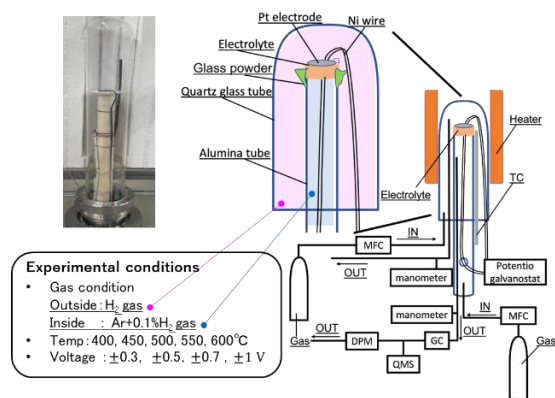 Pt electrode
Ni wire
Electrolyte
Glass powder
Quartz glass tube
Alumina tube
Heater
Electrolyte
TC
IN
MFC
OUT
manometer
Potentio
galvanostat
Experimental conditions
• Gas condition
Outside:H2 gas
Inside : Ar+0.1%H2 gas
• Temp:400, 450, 500, 550, 600℃
• Voltage :±0.3, ±0.5, ±0.7, ±1 V
manometer
IN
OUT
MFC
Gas
OUT
DPM
GC
QMS
Gas